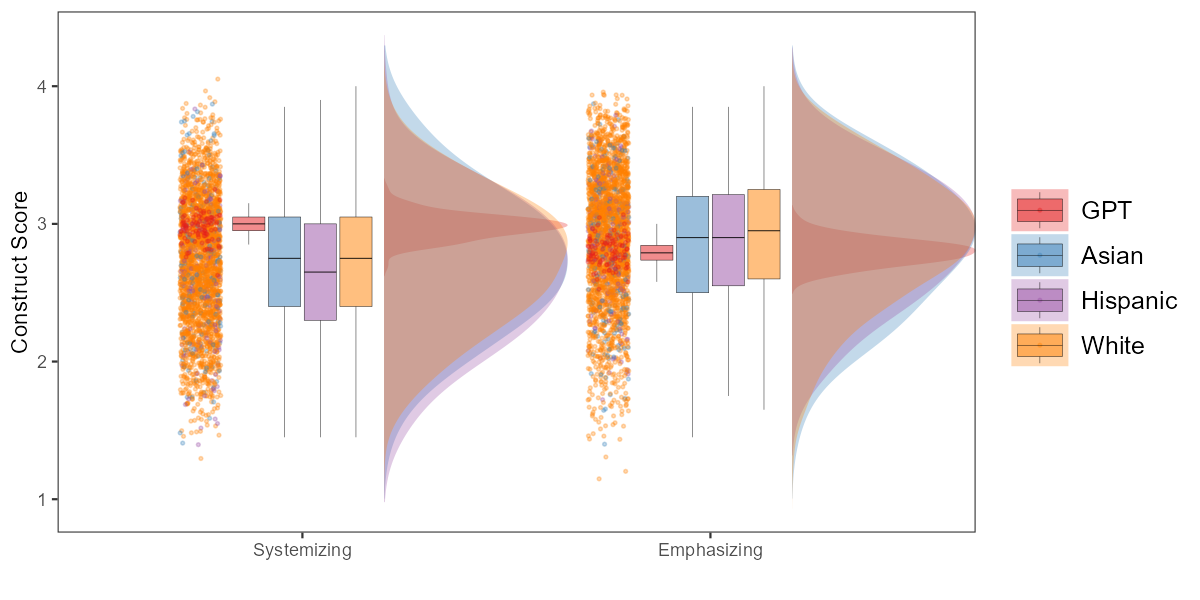 Construct Score
4
3
2
1
Systemizing
Emphasizing
GPT
Asian
Hispanic
White